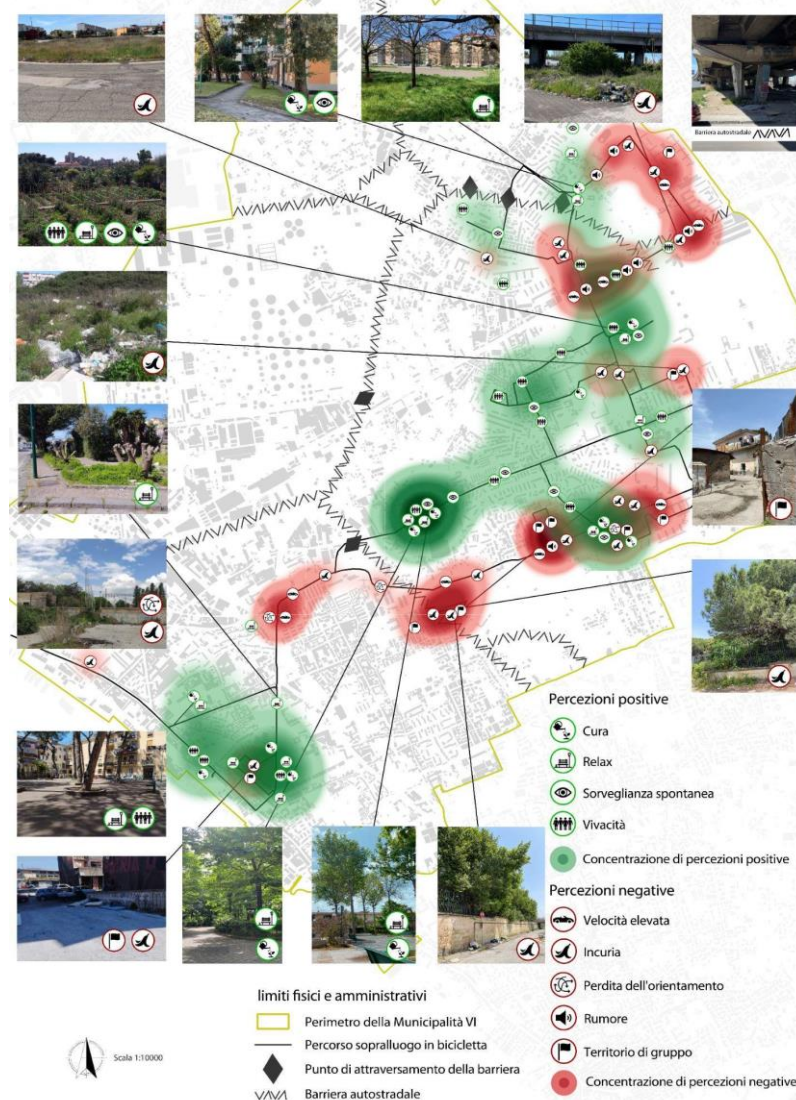 Barriera autostradale
Percezioni positive
Cura
Relax
Sorveglianza spontanea
Vivacità
Concentrazione di percezioni positive
Percezioni negative
Velocità elevata
Incuria
Perdita dell'orientamento
Rumore
Territorio di gruppo
Concentrazione di percezioni negative
limiti fisici e amministrativi
Perimetro della Municipalità VI
Percorso sopralluogo in bicicletta
Punto di attraversamento della barriera
Barriera autostradale
Scala 1:10000